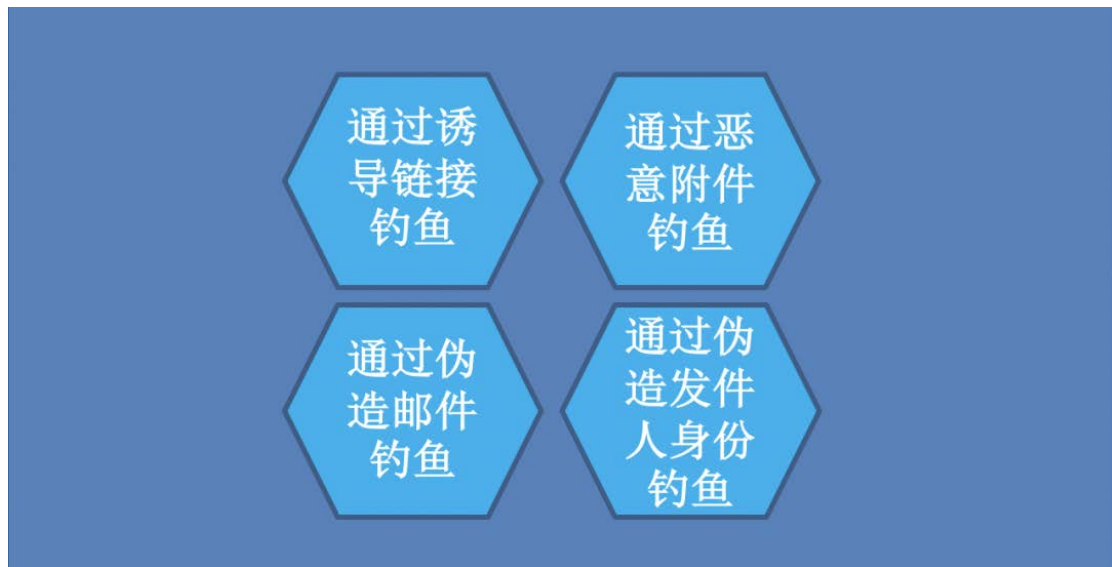 通过诱
导链接
钓鱼
通过恶
意附件
钓鱼
通过伪
造邮件
钓鱼
通过伪
造发件
人身份
钓鱼